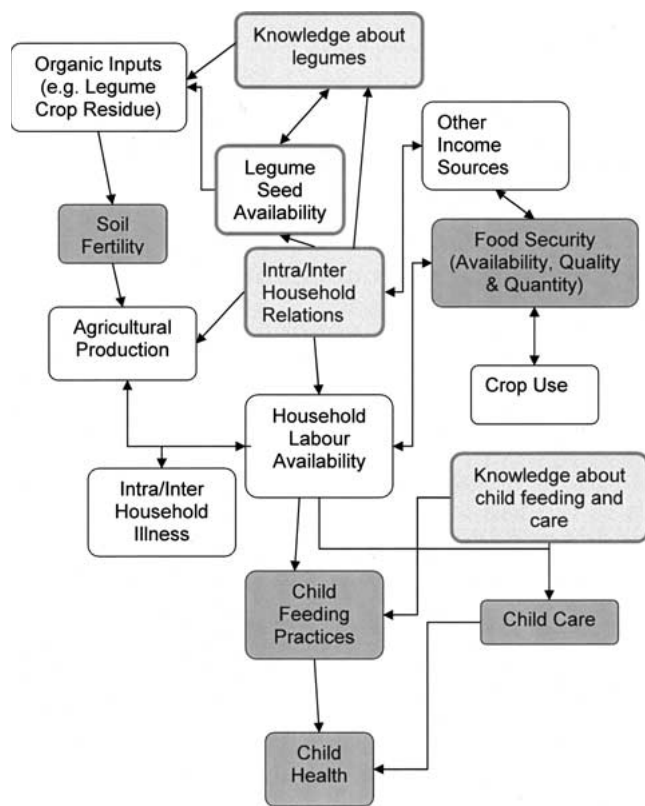 Knowledge about
legumes
Organic Inputs
(e.g. Legume
Crop Residue)
Other
Income
Sources
Legume
Seed
Availability
Soil
Fertility
Food Security
(Availability, Quality
& Quantity)
Intra/Inter
Household
Relations
Agricultural
Production
Crop Use
Household
Labour
Availability
Knowledge about
child feeding and
care
Intra/Inter
Household
Illness
Child
Feeding
Practices
Child Care
Child
Health